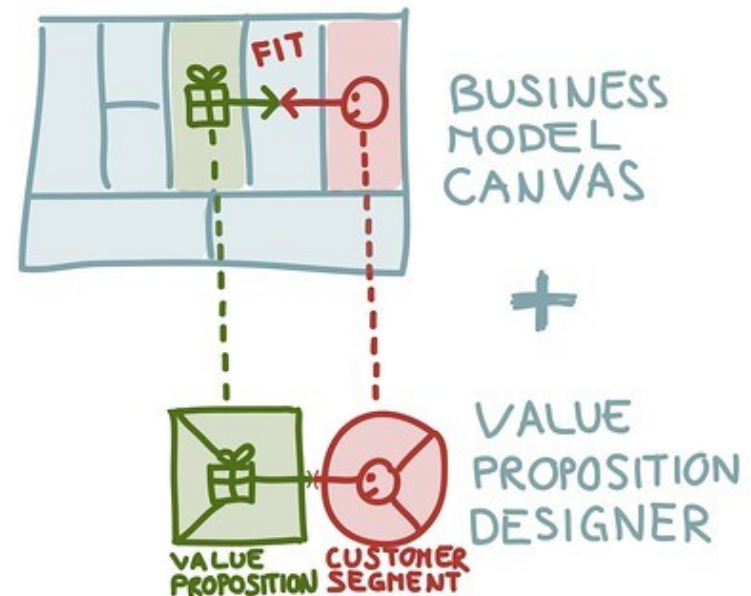 FIT
BUSINESS
MODEL
CANVAS
+
VALUE
PROPOSITION
DESIGNER
VALUE
PROPOSITION
CUSTOMER
SEGMENT